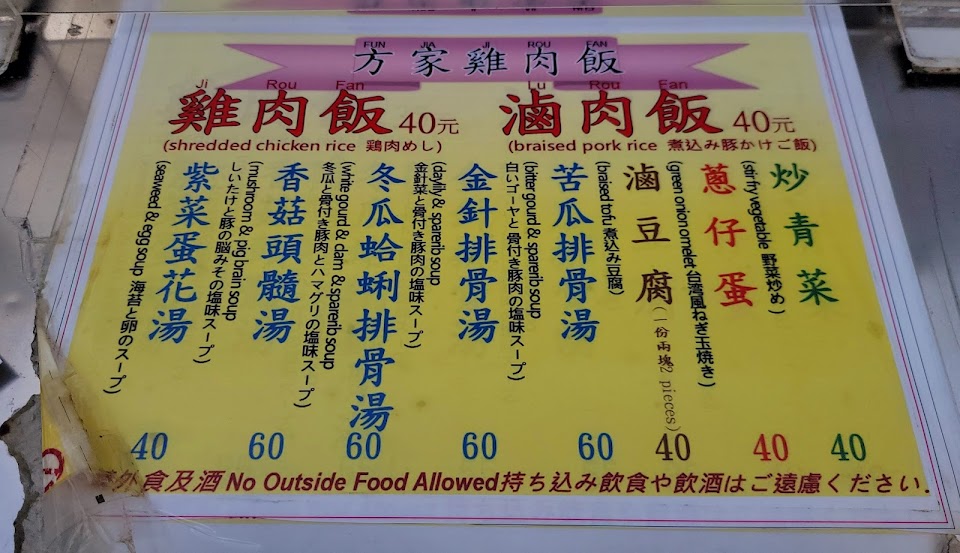 FUN JIA JI ROU FAN
方家雞肉飯
Ji Rou Fan
雞肉飯 40元
(shredded chicken rice 鶏肉めし)
Lu Rou Fan
滷肉飯 40元
(braised pork rice 煮込み豚かけご飯)
炒青菜
(stir fry vegetable 野菜炒め)
40
蔥仔蛋
(green onion omelet, 台湾風ねぎ玉焼き)
40
滷豆腐(一份兩塊2 pieces)
(braised tofu 煮込み豆腐)
40
苦瓜排骨湯
(bitter gourd & sparerib soup
白いゴーヤと骨付き豚肉の塩味スープ)
60
金針排骨湯
(daylily & sparerib soup
金針菜と骨付き豚肉の塩味スープ)
60
冬瓜蛤蜊排骨湯
(white gourd & clam & sparerib soup
冬瓜と骨付き豚肉とハマグリの塩味スープ)
60
香菇頭髓湯
(mushroom & pig brain soup
しいたけと豚の脳みその塩味スープ)
60
紫菜蛋花湯
(seaweed & egg soup 海苔と卵のスープ)
40
外食及酒 No Outside Food Allowed持ち込み飲食や飲酒はご遠慮ください.